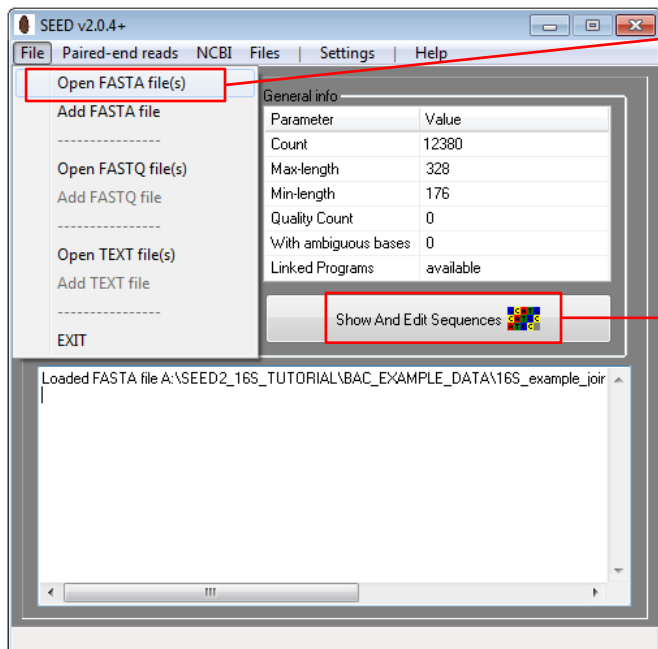 SEED v2.0.4+
File Paired-end reads NCBI Files | Settings | Help
Open FASTA file(s)
Add FASTA file
----------------
Open FASTQ file(s)
Add FASTQ file
----------------
Open TEXT file(s)
Add TEXT file
----------------
EXIT
General info
Parameter Value
Count 12380
Max-length 328
Min-length 176
Quality Count 0
With ambiguous bases 0
Linked Programs available
Show And Edit Sequences
Loaded FASTA file A:\SEED2_16S_TUTORIAL\BAC_EXAMPLE_DATA\16S_example_joir